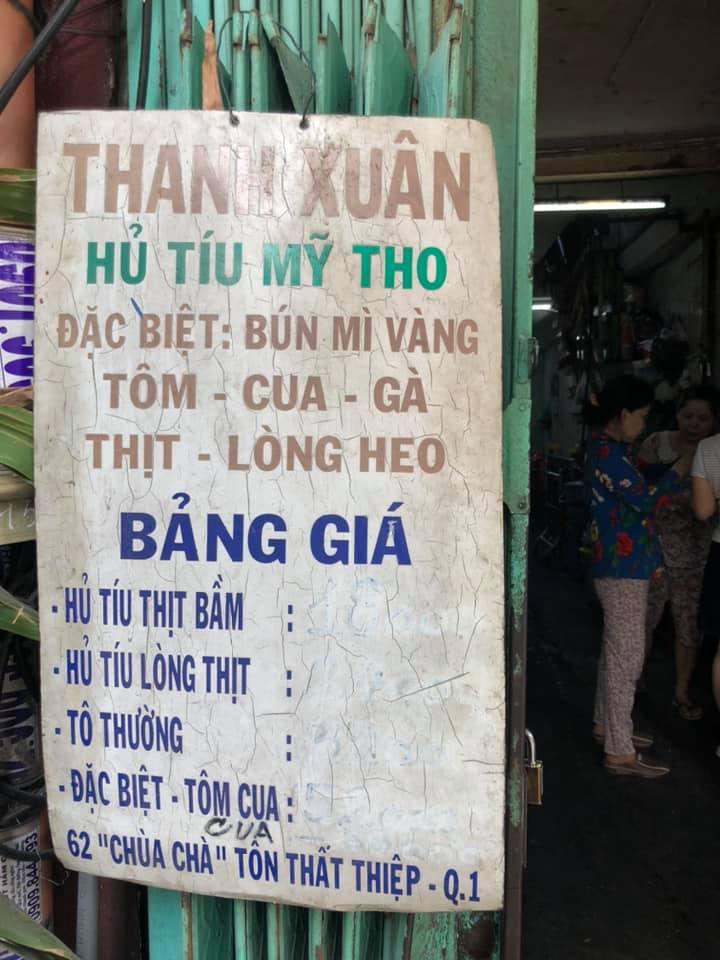 THANH XUÂN
HỦ TÍU MỸ THO
ĐẶC BIỆT: BÚN MÌ VÀNG
TÔM - CUA - GÀ
THỊT - LÒNG HEO
BẢNG GIÁ
- HỦ TÍU THỊT BẦM :
- HỦ TÍU LÒNG THỊT :
- TÔ THƯỜNG :
- ĐẶC BIỆT - TÔM CUA :
CUA
62 "CHÙA CHÀ" TÔN THẤT THIỆP - Q.1